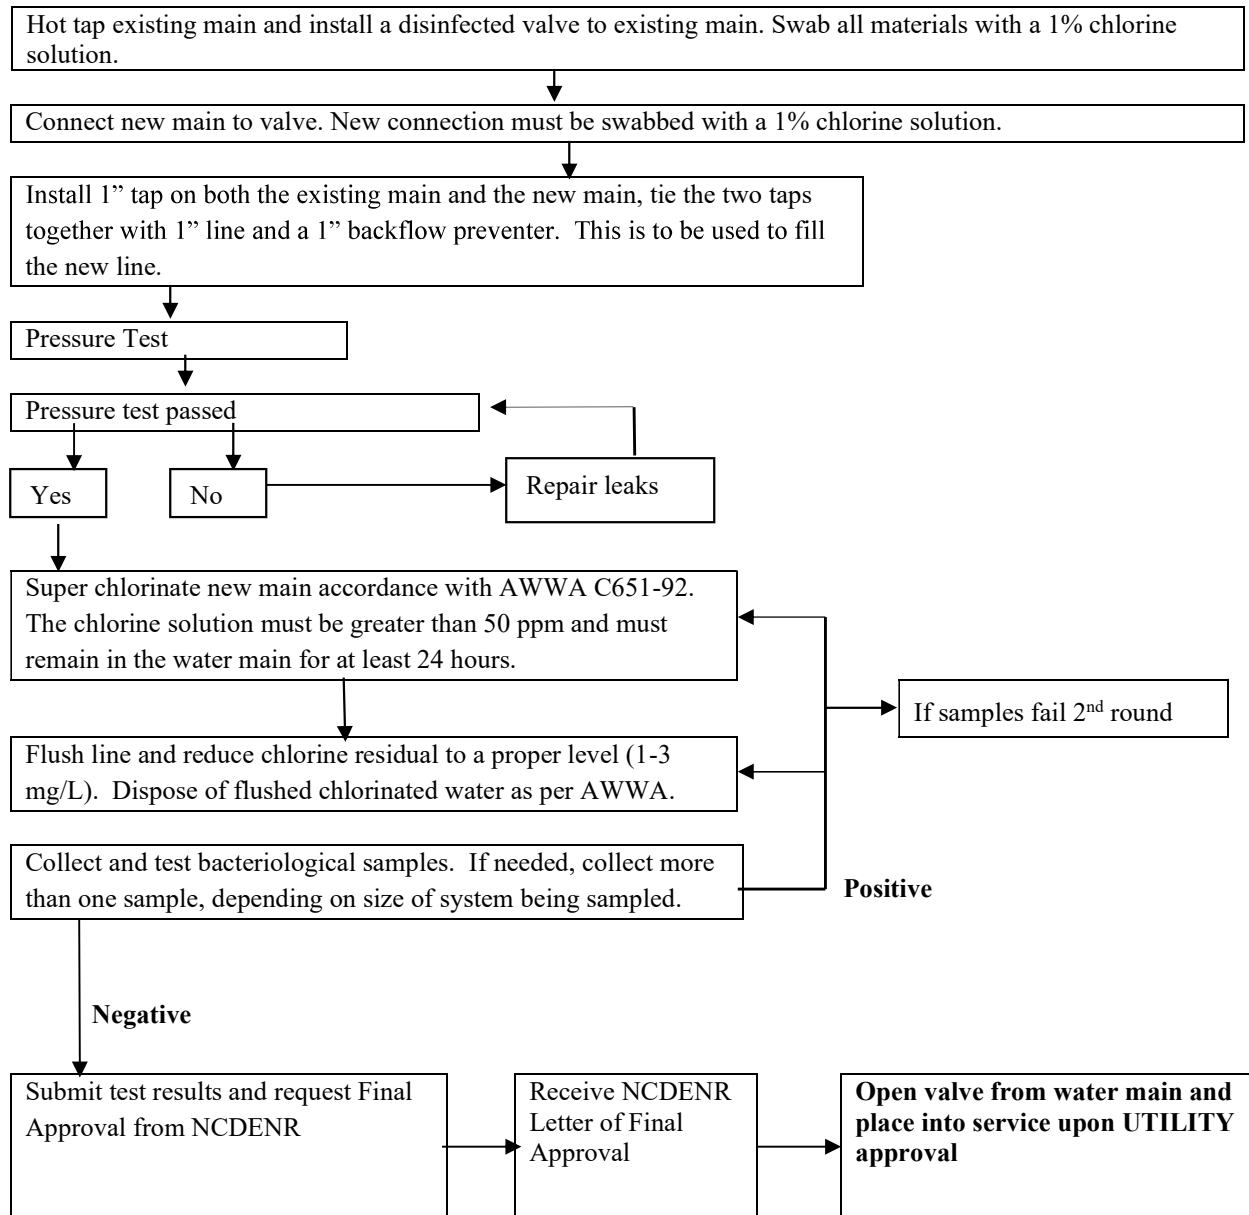 Hot tap existing main and install a disinfected valve to existing main. Swab all materials with a 1% chlorine
solution.
Connect new main to valve. New connection must be swabbed with a 1% chlorine solution.
Install 1” tap on both the existing main and the new main, tie the two taps
together with 1” line and a 1” backflow preventer.  This is to be used to fill
the new line.
Pressure Test
Pressure test passed
Yes
No
Repair leaks
Super chlorinate new main accordance with AWWA C651-92.
The chlorine solution must be greater than 50 ppm and must
remain in the water main for at least 24 hours.
If samples fail 2nd round
Flush line and reduce chlorine residual to a proper level (1-3
mg/L).  Dispose of flushed chlorinated water as per AWWA.
Collect and test bacteriological samples.  If needed, collect more
than one sample, depending on size of system being sampled.
Positive
Negative
Submit test results and request Final
Approval from NCDENR
Receive NCDENR
Letter of Final
Approval
Open valve from water main and
place into service upon UTILITY
approval